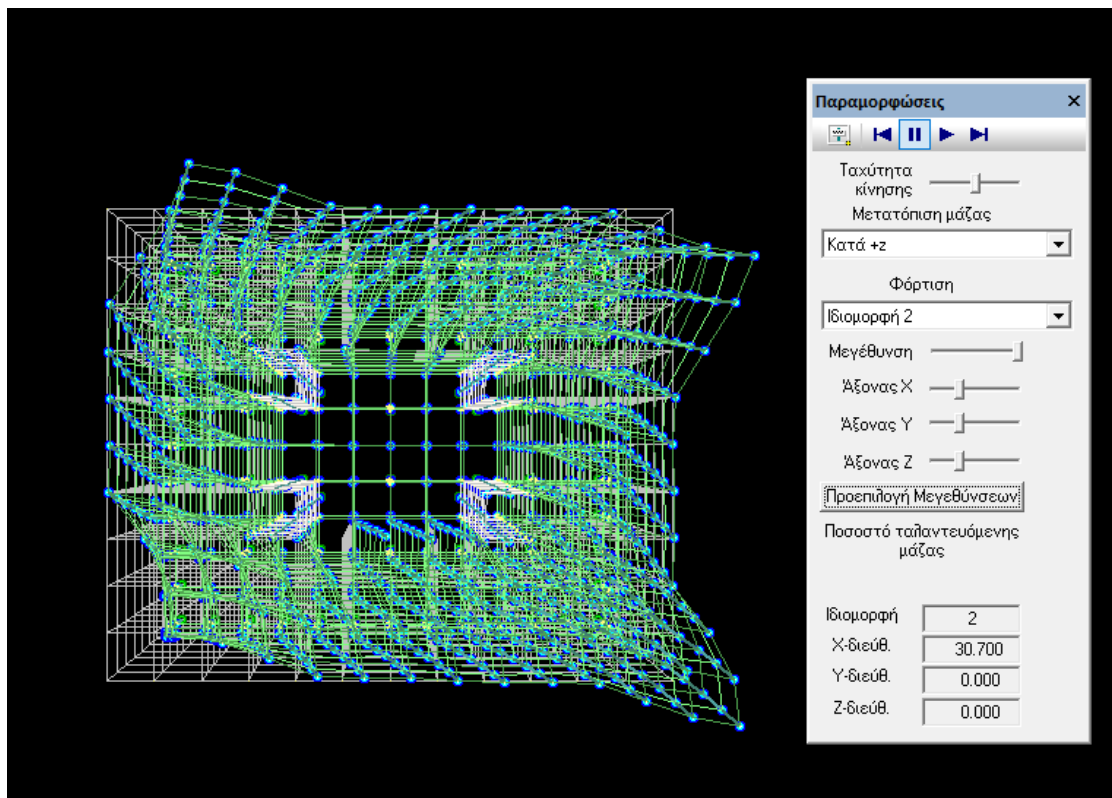 Παραμορφώσεις
Ταχύτητα
κίνησης
Μετατόπιση μάζας
Κατά +z
Φόρτιση
Ιδιομορφή 2
Μεγέθυνση
Άξονας X
Άξονας Y
Άξονας Z
Προεπιλογή Μεγεθύνσεων
Ποσοστό ταλαντευόμενης
μάζας
Ιδιομορφή 2
X-διεύθ. 30.700
Y-διεύθ. 0.000
Z-διεύθ. 0.000